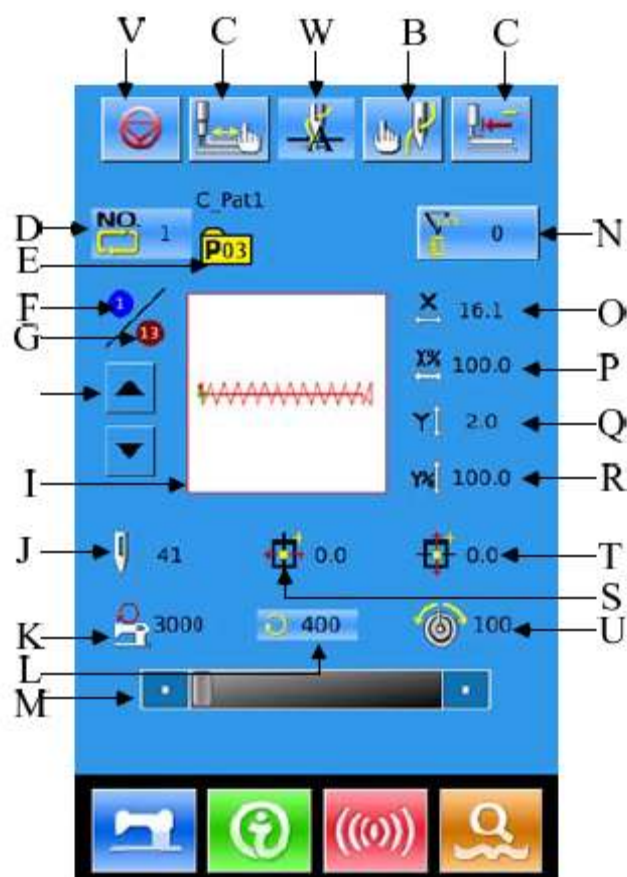 V C W B C
C_Pat1
D NO. 1 0 N
E P03
F 1 X 16.1 O
G 13 X% 100.0 P
Y 2.0 Q
I Y% 100.0 R
J 41 0.0 0.0 T
S
K 3000 400 100 U
L
M